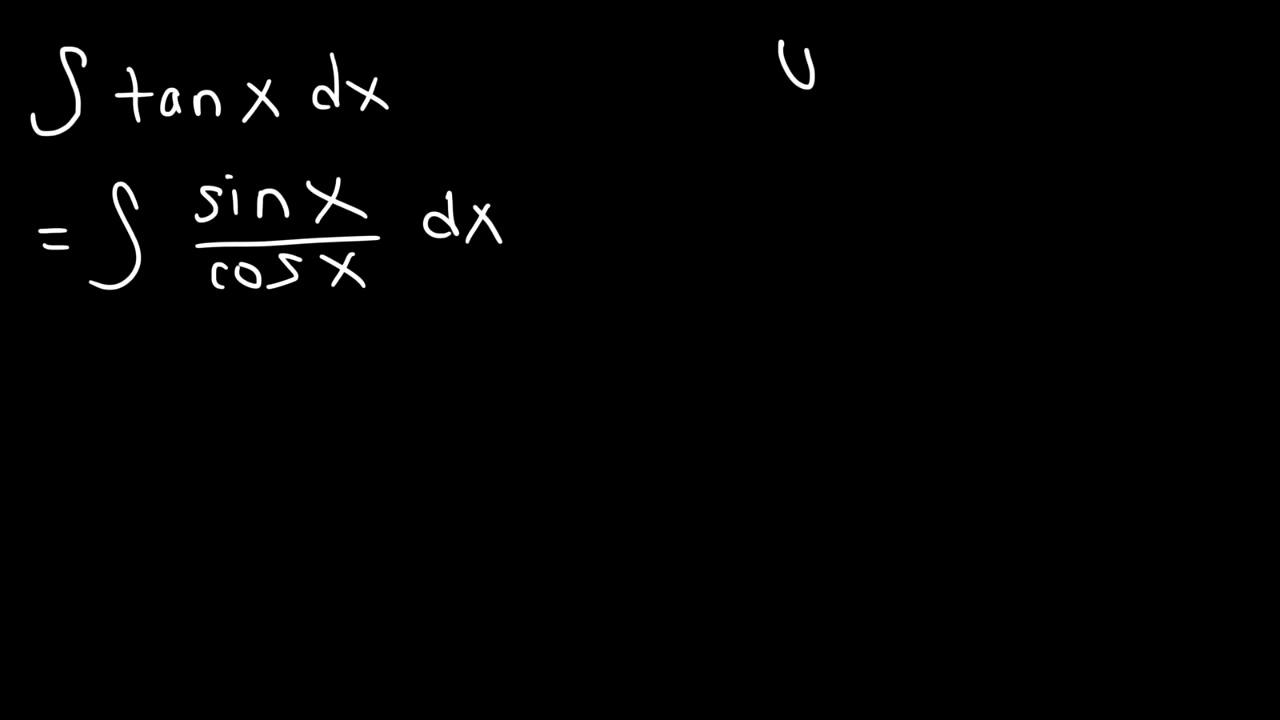 ∫ tan x dx
U
= ∫ sin x / cos x dx